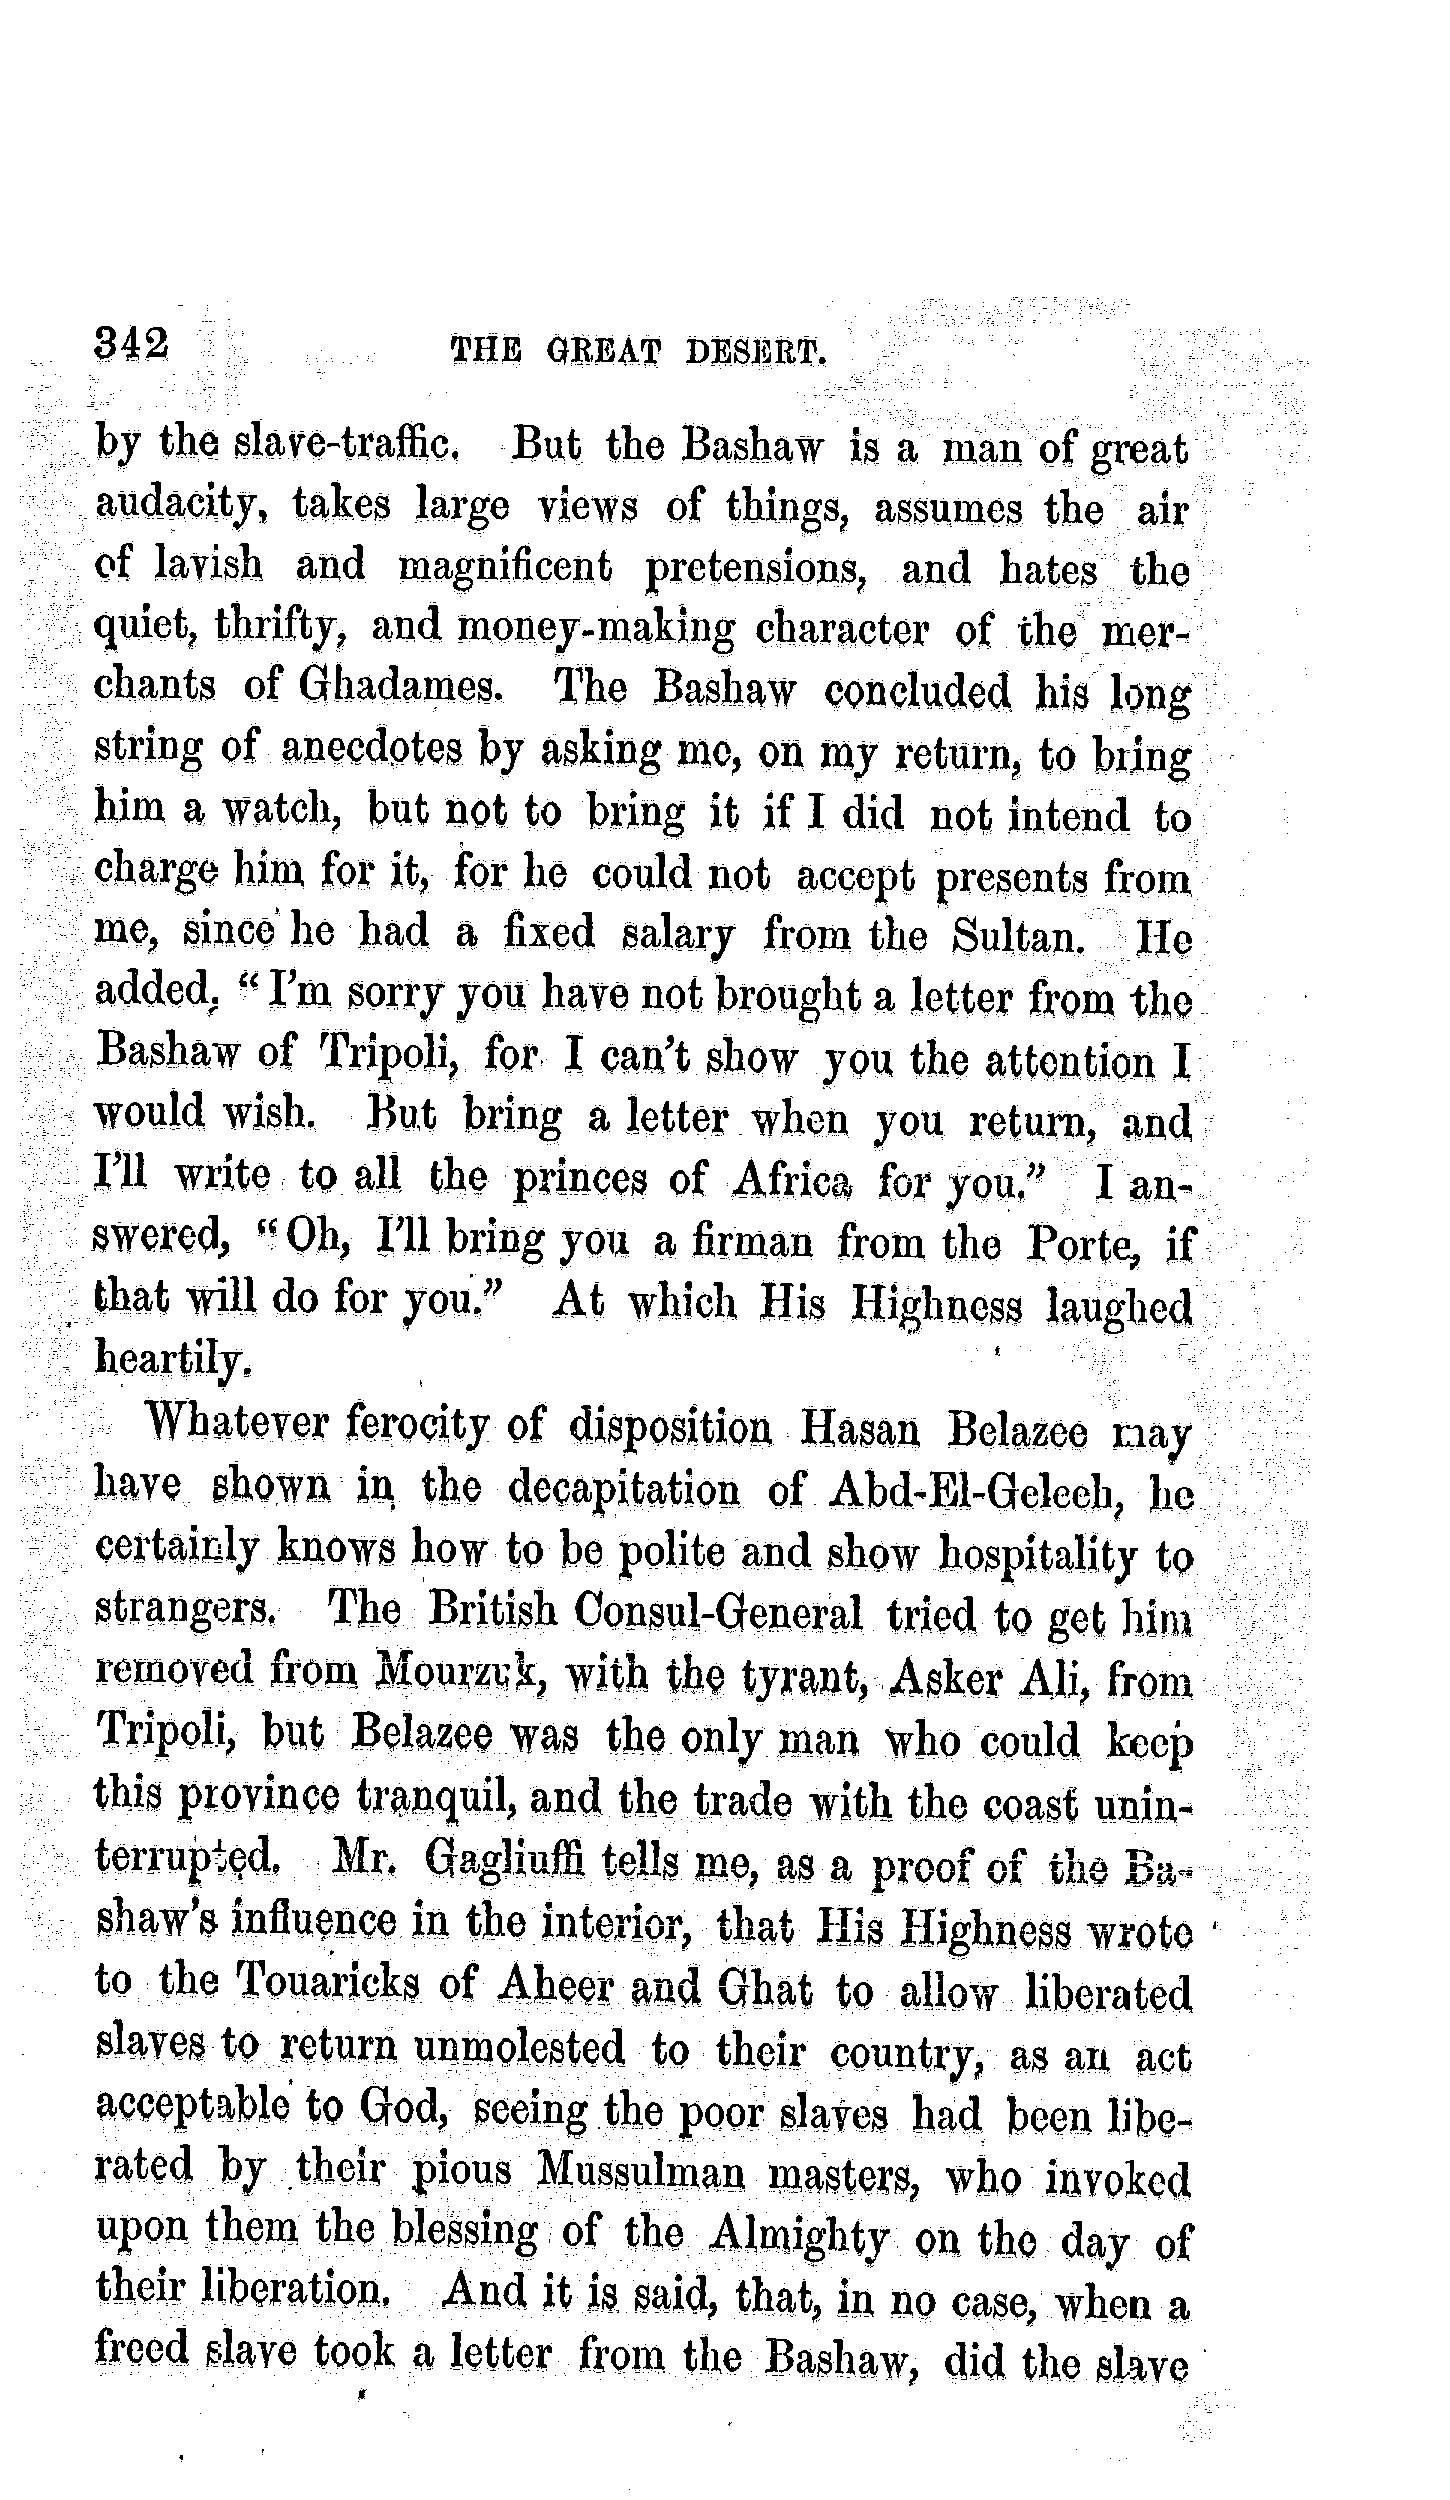 342 THE GREAT DESERT.
by the slave-traffic. But the Bashaw is a man of great
audacity, takes large views of things, assumes the air
of lavish and magnificent pretensions, and hates the
quiet, thrifty, and money-making character of the mer-
chants of Ghadames. The Bashaw concluded his long
string of anecdotes by asking me, on my return, to bring
him a watch, but not to bring it if I did not intend to
charge him for it, for he could not accept presents from
me, since he had a fixed salary from the Sultan. He
added, “I'm sorry you have not brought a letter from the
Bashaw of Tripoli, for I can't show you the attention I
would wish. But bring a letter when you return, and
I'll write to all the princes of Africa for you.” I an-
swered, “Oh, I'll bring you a firman from the Porte, if
that will do for you.” At which His Highness laughed
heartily.
Whatever ferocity of disposition Hasan Belazee may
have shown in the decapitation of Abd-El-Geleeh, he
certainly knows how to be polite and show hospitality to
strangers. The British Consul-General tried to get him
removed from Mourzuk, with the tyrant, Asker Ali, from
Tripoli, but Belazee was the only man who could keep
this province tranquil, and the trade with the coast unin-
terrupted. Mr. Gagliuffi tells me, as a proof of the Ba-
shaw's influence in the interior, that His Highness wrote
to the Touaricks of Aheer and Ghat to allow liberated
slaves to return unmolested to their country, as an act
acceptable to God, seeing the poor slaves had been libe-
rated by their pious Mussulman masters, who invoked
upon them the blessing of the Almighty on the day of
their liberation. And it is said, that, in no case, when a
freed slave took a letter from the Bashaw, did the slave